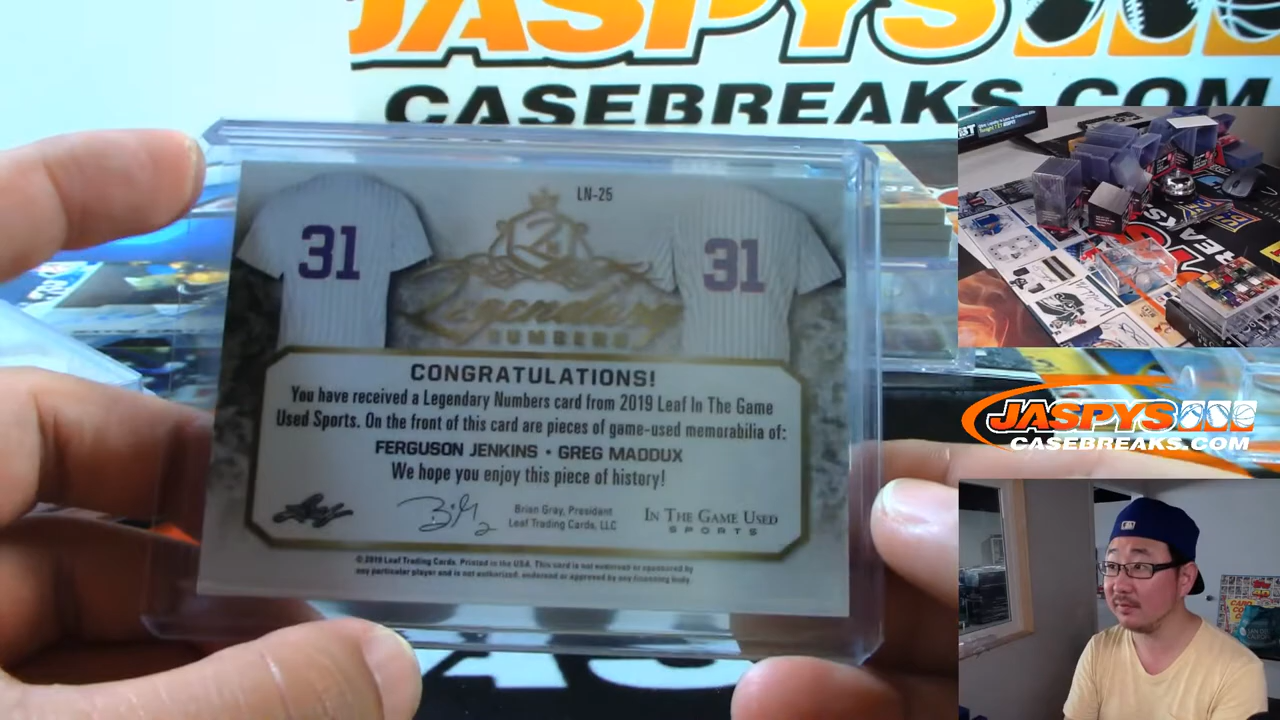 JASPYS
CASEBREAKS.COM
LN-25
31
31
Legendary
NUMBERS
CONGRATULATIONS!
You have received a Legendary Numbers card from 2019 Leaf In The Game
Used Sports. On the front of this card are pieces of game-used memorabilia of:
FERGUSON JENKINS • GREG MADDUX
We hope you enjoy this piece of history!
Leaf
Brian Gray, President
Leaf Trading Cards, LLC
IN THE GAME USED
SPORTS
© 2019 Leaf Trading Cards. Printed in the USA. This card is not endorsed or sponsored by
any particular player and is not authorized, endorsed or approved by any financing body.
JASPYS
CASEBREAKS.COM